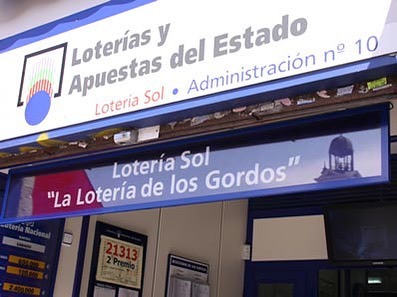 Loterías y
Apuestas del Estado
Lotería Sol • Administración nº 10
Lotería Sol
"La Lotería de los Gordos"
Lotería Nacional
21313
2º Premio